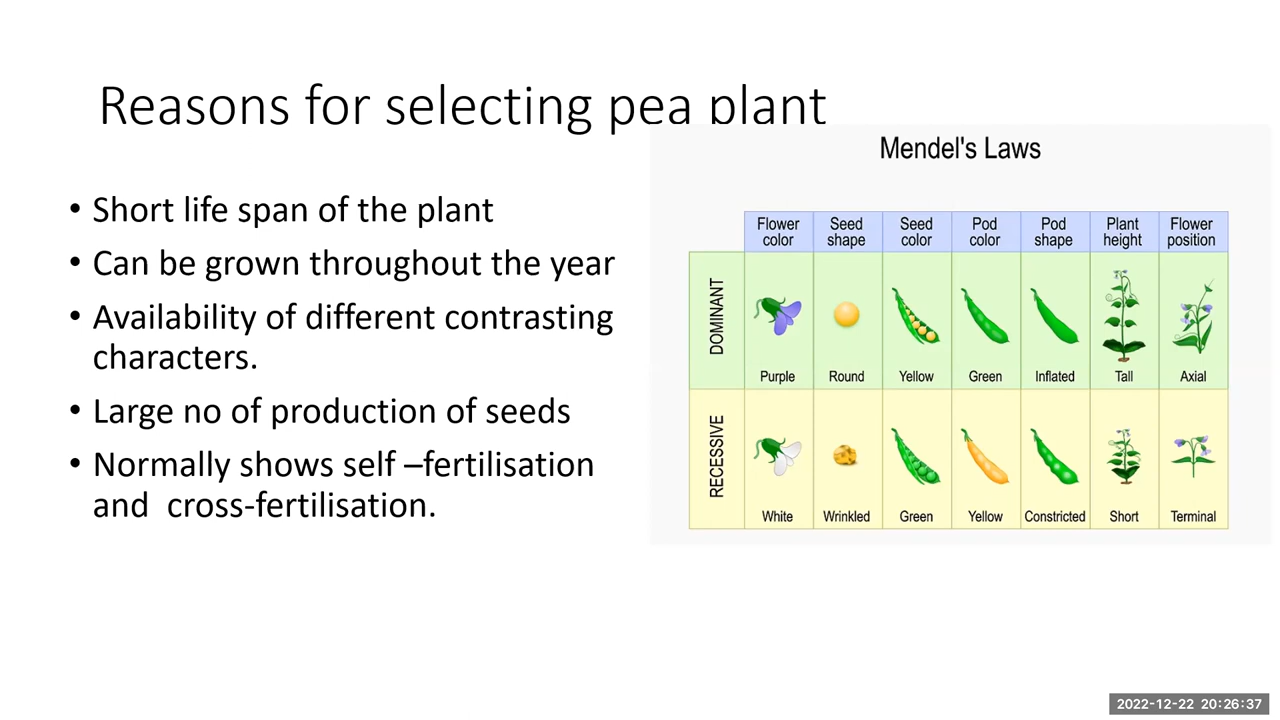 Reasons for selecting pea plant
• Short life span of the plant
• Can be grown throughout the year
• Availability of different contrasting
characters.
• Large no of production of seeds
• Normally shows self –fertilisation
and  cross-fertilisation.
Mendel's Laws
Flower color
Seed shape
Seed color
Pod color
Pod shape
Plant height
Flower position
DOMINANT
Purple
Round
Yellow
Green
Inflated
Tall
Axial
RECESSIVE
White
Wrinkled
Green
Yellow
Constricted
Short
Terminal
2022-12-22 20:26:37